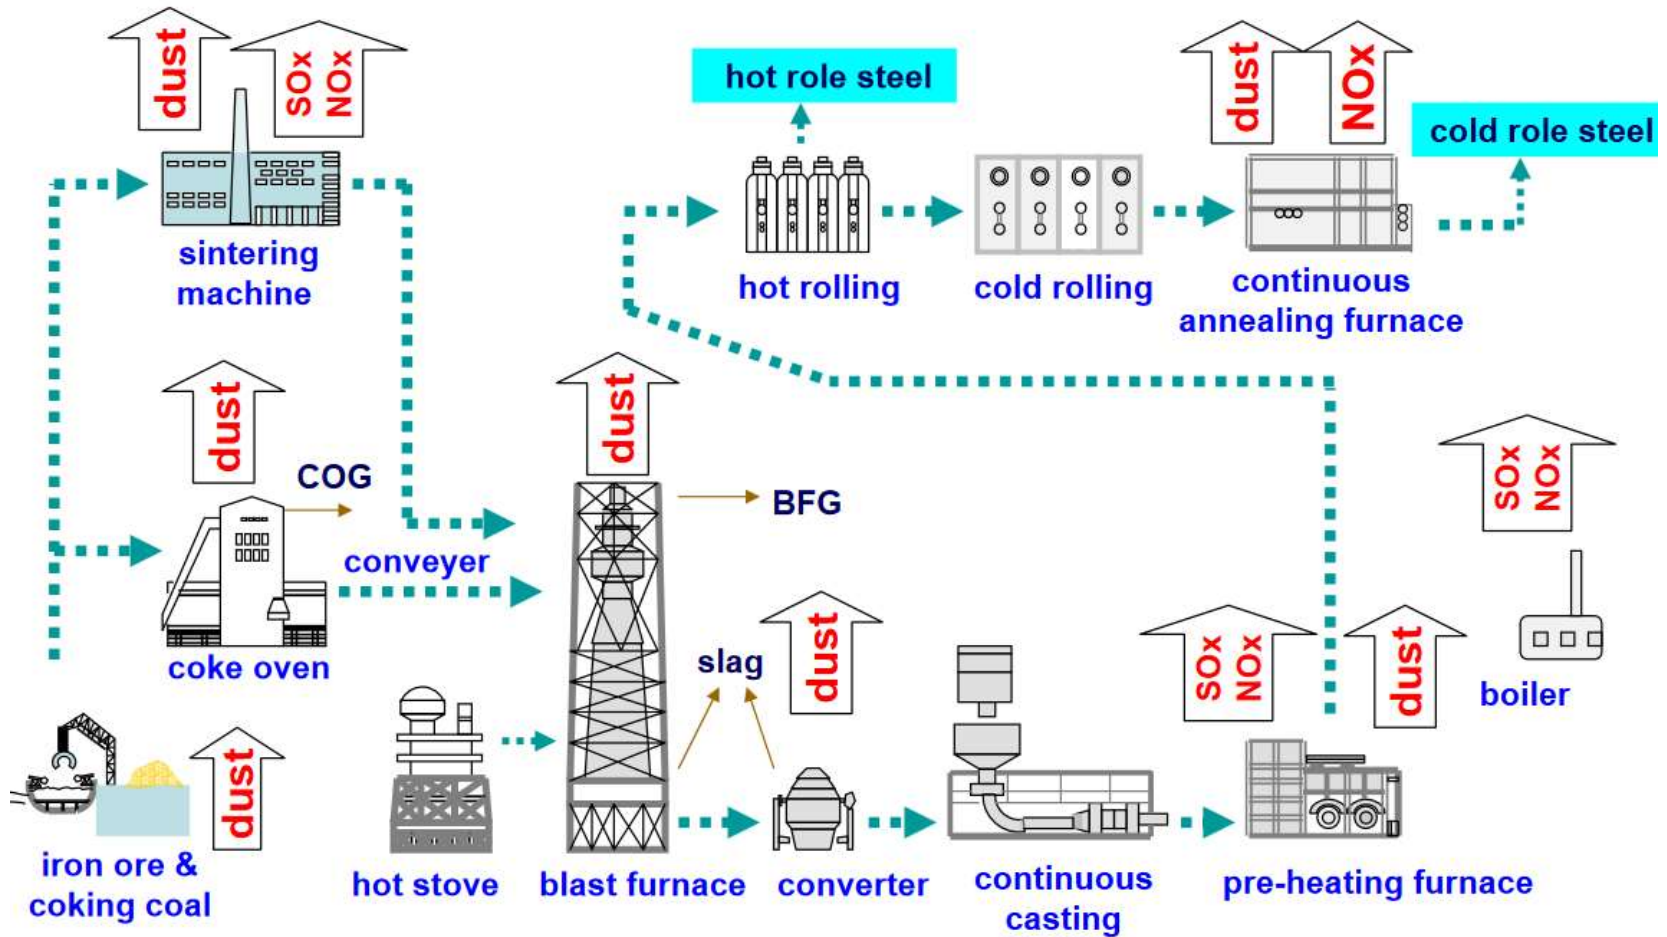 dust
SOx
NOx
sintering
machine
hot role steel
dust
NOx
cold role steel
hot rolling
cold rolling
continuous
annealing furnace
dust
COG
coke oven
conveyer
dust
BFG
SOx
NOx
boiler
iron ore &
coking coal
dust
hot stove
blast furnace
slag
dust
converter
continuous
casting
SOx
NOx
dust
pre-heating furnace